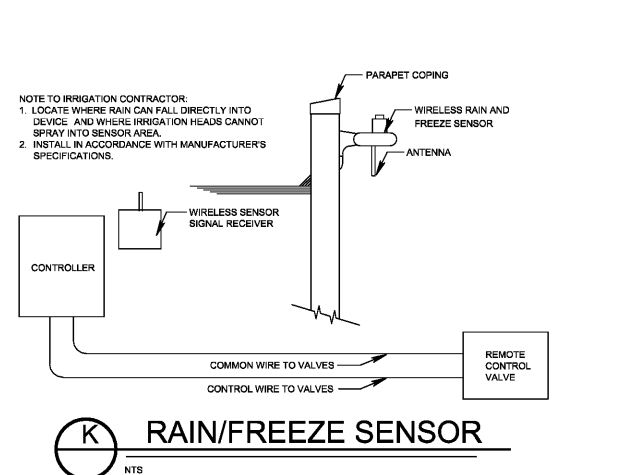 PARAPET COPING
NOTE TO IRRIGATION CONTRACTOR:
1. LOCATE WHERE RAIN CAN FALL DIRECTLY INTO
DEVICE AND WHERE IRRIGATION HEADS CANNOT
SPRAY INTO SENSOR AREA.
2. INSTALL IN ACCORDANCE WITH MANUFACTURER'S
SPECIFICATIONS.
WIRELESS RAIN AND
FREEZE SENSOR
ANTENNA
WIRELESS SENSOR
SIGNAL RECEIVER
CONTROLLER
COMMON WIRE TO VALVES
CONTROL WIRE TO VALVES
REMOTE
CONTROL
VALVE
K
RAIN/FREEZE SENSOR
NTS